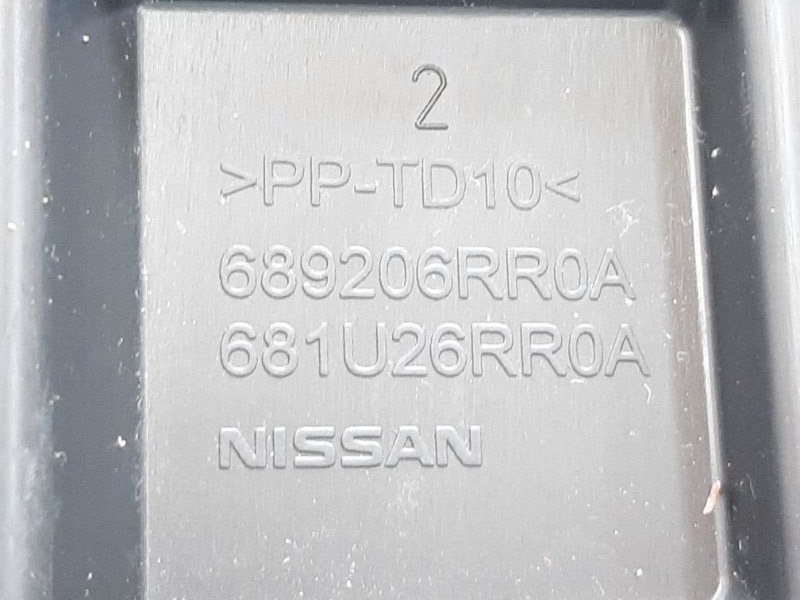 2
>PP-TD10<
689206RR0A
681U26RR0A
NISSAN